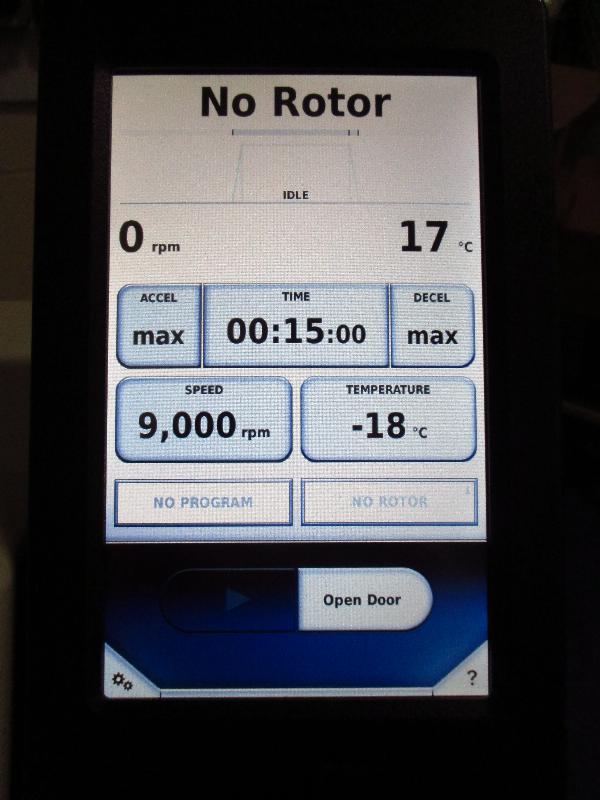 No Rotor
IDLE
0 rpm 17 °C
ACCEL TIME DECEL
max 00:15:00 max
SPEED TEMPERATURE
9,000 rpm -18 °C
NO PROGRAM NO ROTOR
Open Door
?